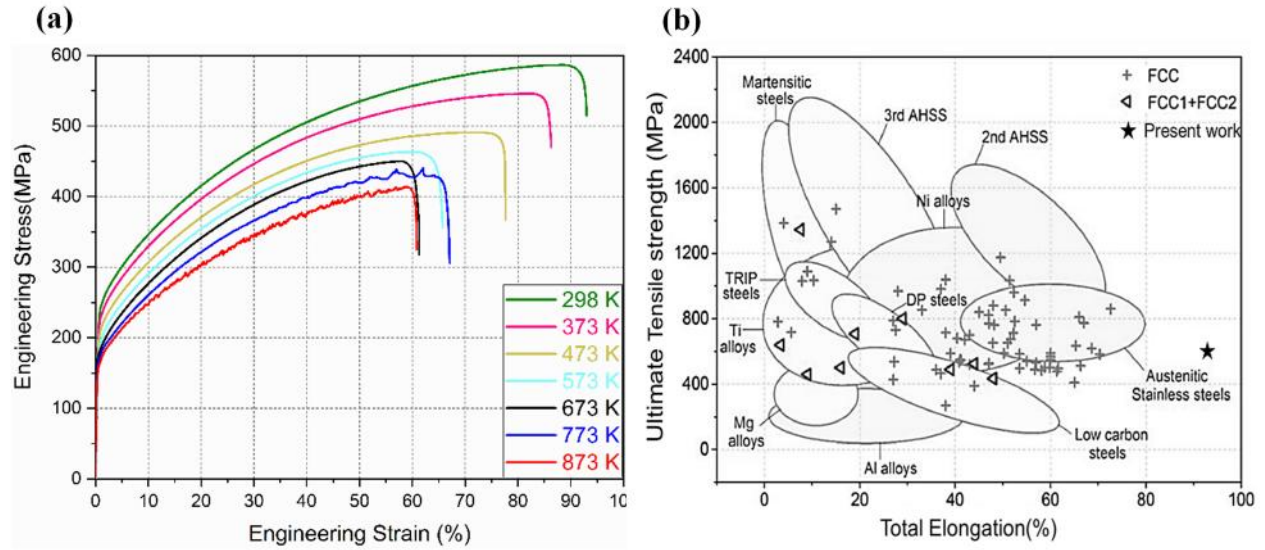 (a)
600
500
400
300
200
100
0
Engineering Stress(MPa)
0 10 20 30 40 50 60 70 80 90 100
Engineering Strain (%)
298 K
373 K
473 K
573 K
673 K
773 K
873 K
(b)
2400
2000
1600
1200
800
400
0
Ultimate Tensile strength (MPa)
0 20 40 60 80 100
Total Elongation(%)
FCC
FCC1+FCC2
Present work
Martensitic
steels
3rd AHSS
2nd AHSS
Ni alloys
TRIP
steels
DP steels
Ti
alloys
Austenitic
Stainless steels
Mg
alloys
Al alloys
Low carbon
steels